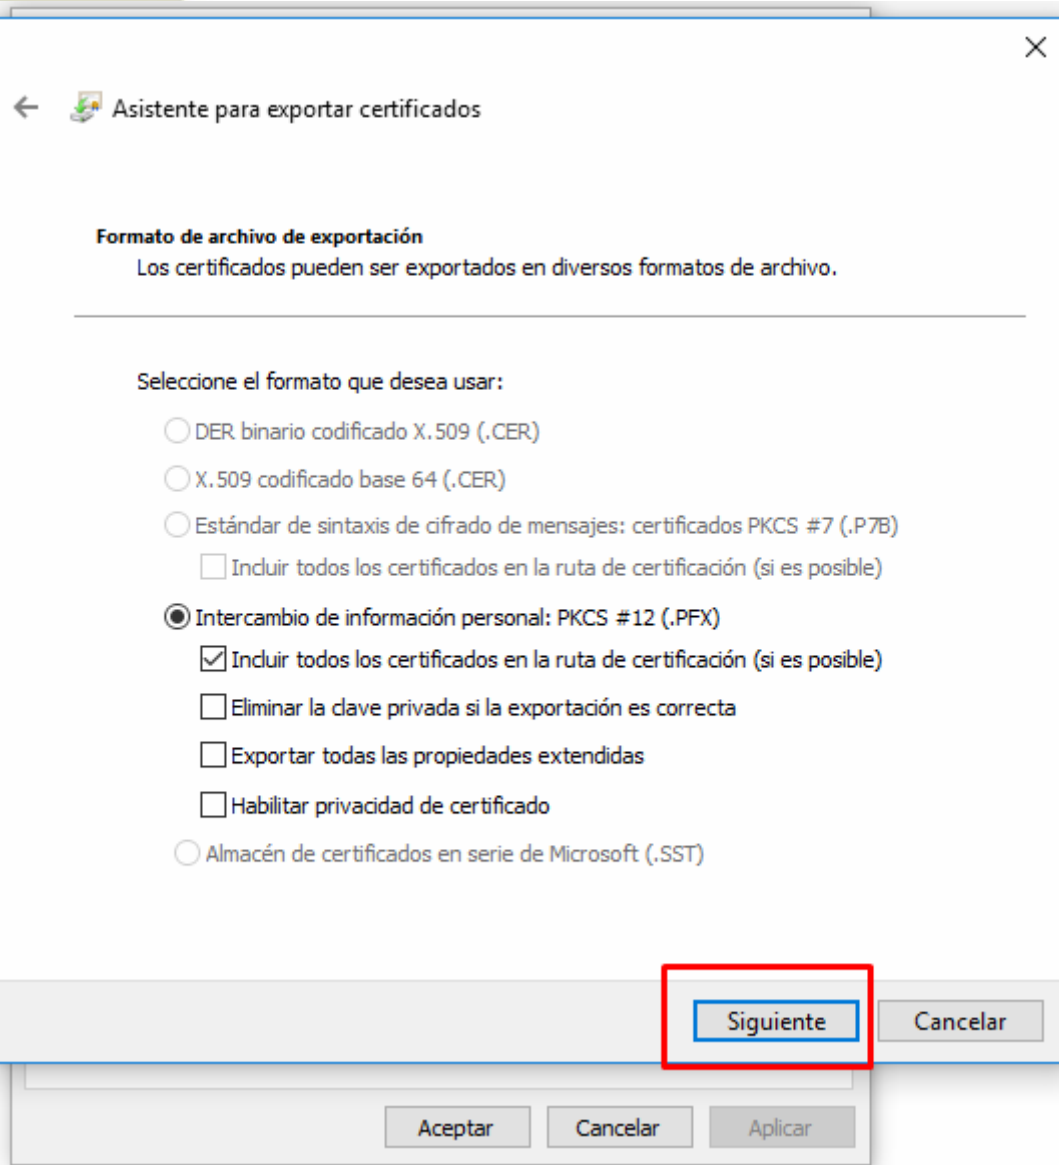 Asistente para exportar certificados
Formato de archivo de exportación
Los certificados pueden ser exportados en diversos formatos de archivo.
Seleccione el formato que desea usar:
DER binario codificado X.509 (.CER)
X.509 codificado base 64 (.CER)
Estándar de sintaxis de cifrado de mensajes: certificados PKCS #7 (.P7B)
Incluir todos los certificados en la ruta de certificación (si es posible)
Intercambio de información personal: PKCS #12 (.PFX)
Incluir todos los certificados en la ruta de certificación (si es posible)
Eliminar la clave privada si la exportación es correcta
Exportar todas las propiedades extendidas
Habilitar privacidad de certificado
Almacén de certificados en serie de Microsoft (.SST)
Siguiente Cancelar
Aceptar Cancelar Aplicar